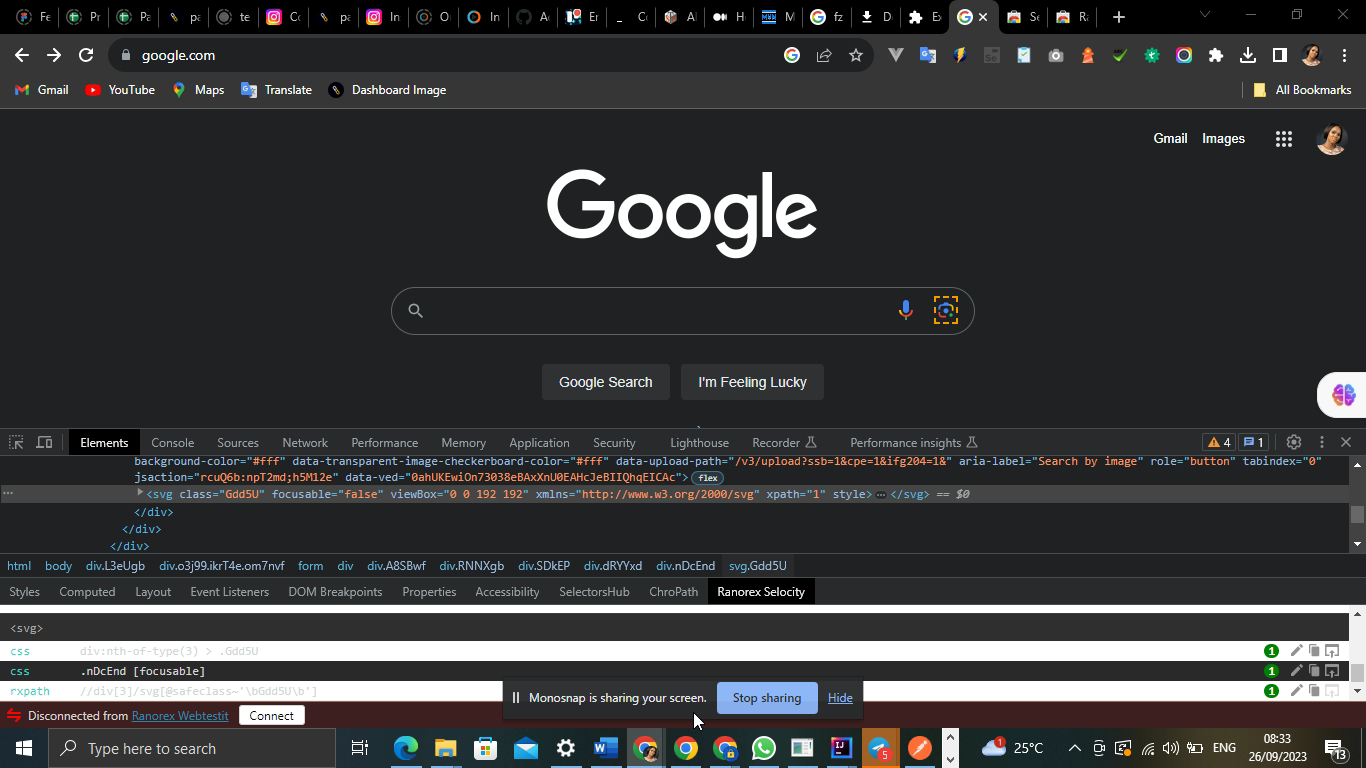 Fe
Pr
Pa
pa
te
Co
pa
In
O
In
Ac
Er
Co
Al
H
M
fz
D
Ex
Se
Ra
google.com
Gmail YouTube Maps Translate Dashboard Image All Bookmarks
Gmail Images
Google
Google Search I'm Feeling Lucky
Elements Console Sources Network Performance Memory Application Security Lighthouse Recorder Performance insights 4 1
background-color="#fff" data-transparent-image-checkerboard-color="#fff" data-upload-path="/v3/upload?ssb=1&cpe=1&ifg204=1&" aria-label="Search by image" role="button" tabindex="0"
jsaction="rcuQ6b:npT2md;h5M12e" data-ved="0ahUKEwiOn73038eBAxXnU0EAHcJeBIIQhqEICAc"> flex
… <svg class="Gdd5U" focusable="false" viewBox="0 0 192 192" xmlns="http://www.w3.org/2000/svg" xpath="1" style> … </svg> == $0
</div>
</div>
</div>
html body div.L3eUgb div.o3j99.ikrT4e.om7nvf form div div.A8SBwf div.RNNXgb div.SDkEP div.dRYYxd div.nDcEnd svg.Gdd5U
Styles Computed Layout Event Listeners DOM Breakpoints Properties Accessibility SelectorsHub ChroPath Ranorex Selocity
<svg>
css div:nth-of-type(3) > .Gdd5U 1
css .nDcEnd [focusable] 1
rxpath //div[3]/svg[@safeclass~'\bGdd5U\b'] 1
Monosnap is sharing your screen. Stop sharing Hide
Disconnected from Ranorex Webtestit Connect
Type here to search 5 25°C 1 ENG 08:33
26/09/2023 13